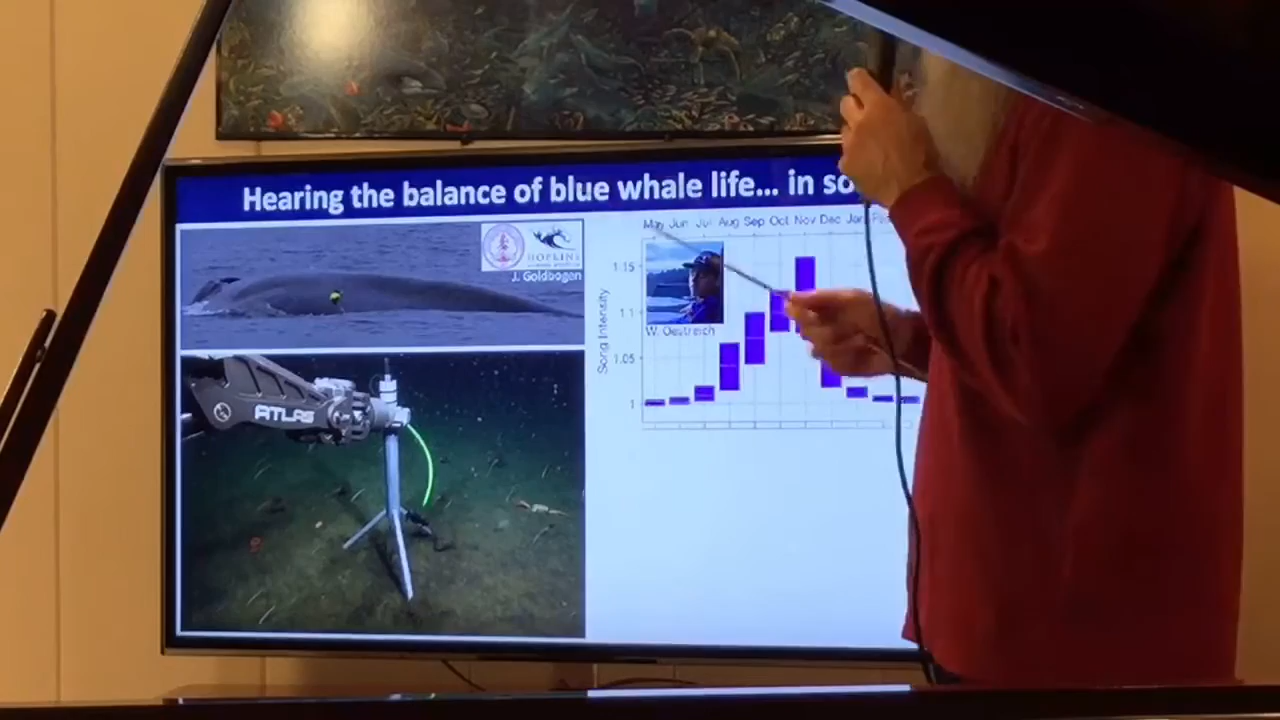 Hearing the balance of blue whale life... in so
HOPKINS
J. Goldbogen
May Jun Jul Aug Sep Oct Nov Dec Jan
1.15
1.1
1.05
1
Song Intensity
W. Oestreich
ATLAS